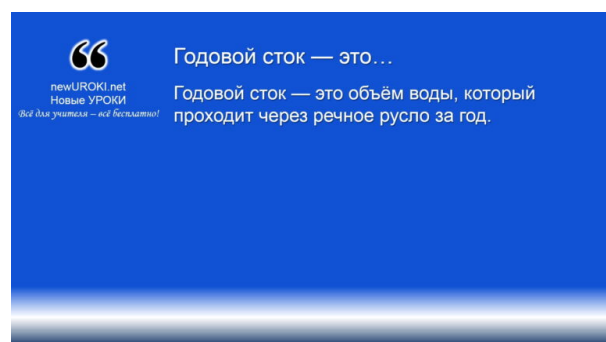 Годовой сток — это…
Годовой сток — это объём воды, который
проходит через речное русло за год.
newUROKI.net
Новые УРОКИ
Всё для учителя – всё бесплатно!